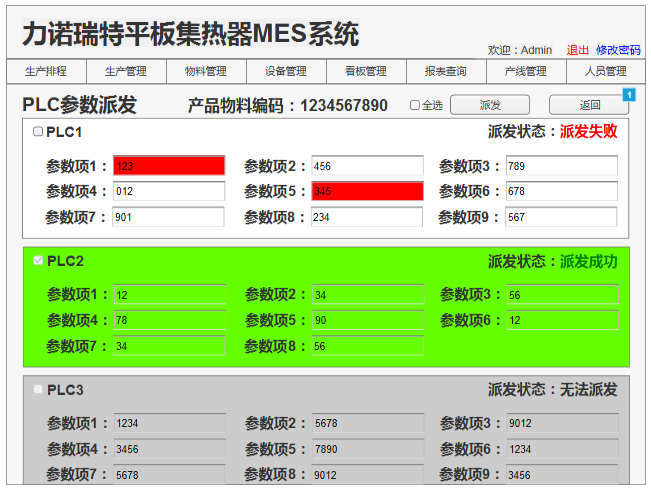 力诺瑞特平板集热器MES系统
欢迎：Admin 退出 修改密码
生产排程 生产管理 物料管理 设备管理 看板管理 报表查询 产线管理 人员管理
PLC参数派发 产品物料编码：1234567890 全选 派发 返回 1
PLC1 派发状态：派发失败
参数项1： 123 参数项2： 456 参数项3： 789
参数项4： 012 参数项5： 345 参数项6： 678
参数项7： 901 参数项8： 234 参数项9： 567
PLC2 派发状态：派发成功
参数项1： 12 参数项2： 34 参数项3： 56
参数项4： 78 参数项5： 90 参数项6： 12
参数项7： 34 参数项8： 56
PLC3 派发状态：无法派发
参数项1： 1234 参数项2： 5678 参数项3： 9012
参数项4： 3456 参数项5： 7890 参数项6： 1234
参数项7： 5678 参数项8： 9012 参数项9： 3456